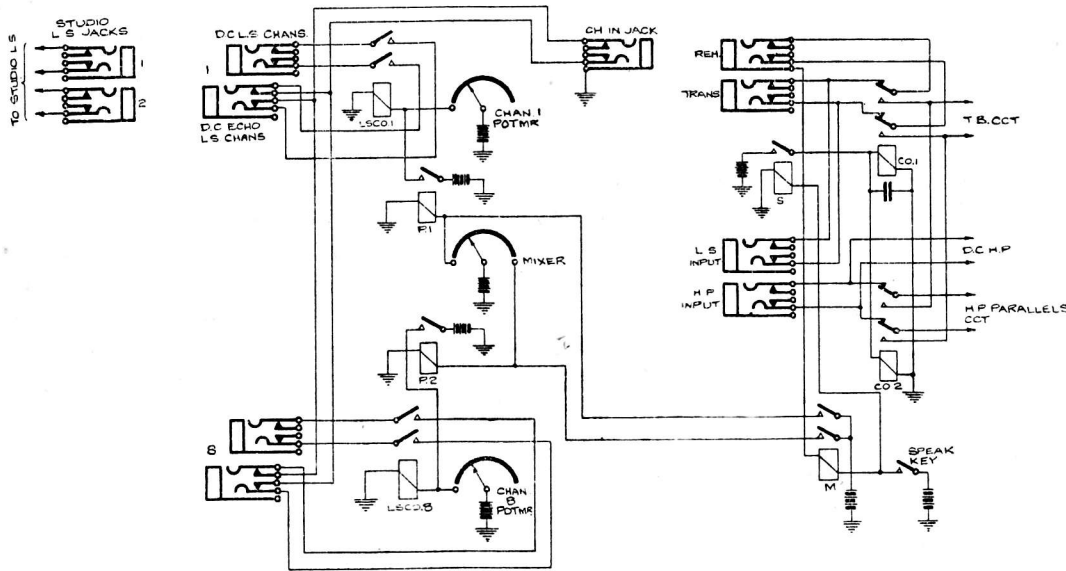 STUDIO
L S JACKS
TO STUDIO L S
1
2
D.C L.S CHANS.
1
D.C ECHO
L S CHANS
LSCO.1
CHAN. 1
POTMR
CH IN JACK
REH.
TRANS.
T B. CCT
CO.1
S
P.1
MIXER
L S
INPUT
D.C H.P
H P
INPUT
H.P PARALLELS
CCT
P.2
CO 2
8
LSCO.8
CHAN
8
POTMR
M
SPEAK
KEY